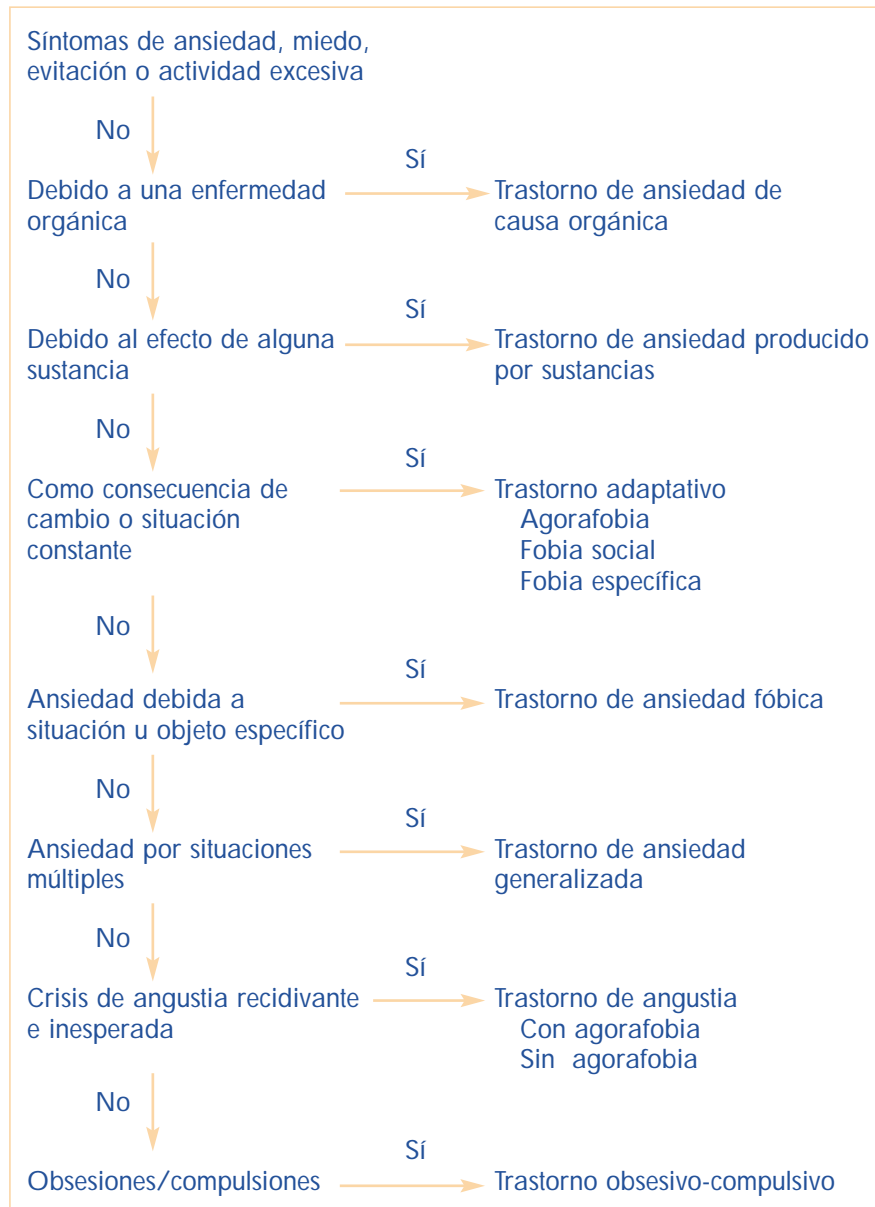 Síntomas de ansiedad, miedo,
evitación o actividad excesiva
No
Sí
Debido a una enfermedad
orgánica
Trastorno de ansiedad de
causa orgánica
No
Sí
Debido al efecto de alguna
sustancia
Trastorno de ansiedad producido
por sustancias
No
Sí
Como consecuencia de
cambio o situación
constante
Trastorno adaptativo
Agorafobia
Fobia social
Fobia específica
No
Sí
Ansiedad debida a
situación u objeto específico
Trastorno de ansiedad fóbica
No
Sí
Ansiedad por situaciones
múltiples
Trastorno de ansiedad
generalizada
No
Sí
Crisis de angustia recidivante
e inesperada
Trastorno de angustia
Con agorafobia
Sin agorafobia
No
Sí
Obsesiones/compulsiones
Trastorno obsesivo-compulsivo